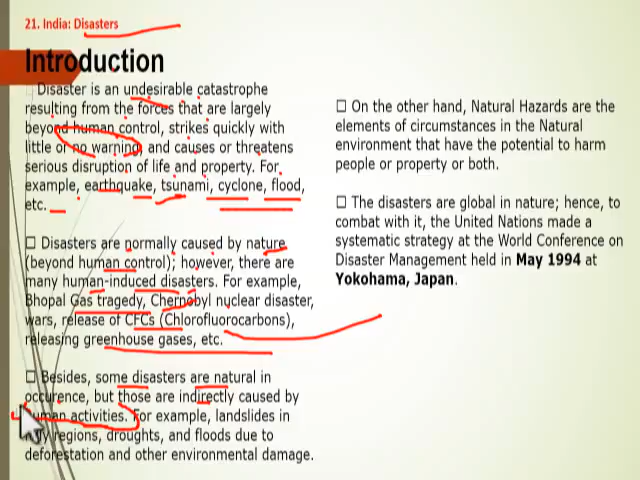 21. India: Disasters
Introduction
Disaster is an undesirable catastrophe
resulting from the forces that are largely
beyond human control, strikes quickly with
little or no warning, and causes or threatens
serious disruption of life and property. For
example, earthquake, tsunami, cyclone, flood,
etc.
□ Disasters are normally caused by nature
(beyond human control); however, there are
many human-induced disasters. For example,
Bhopal Gas tragedy, Chernobyl nuclear disaster,
wars, release of CFCs (Chlorofluorocarbons),
releasing greenhouse gases, etc.
□ Besides, some disasters are natural in
occurence, but those are indirectly caused by
human activities. For example, landslides in
regions, droughts, and floods due to
deforestation and other environmental damage.
□ On the other hand, Natural Hazards are the
elements of circumstances in the Natural
environment that have the potential to harm
people or property or both.
□ The disasters are global in nature; hence, to
combat with it, the United Nations made a
systematic strategy at the World Conference on
Disaster Management held in May 1994 at
Yokohama, Japan.